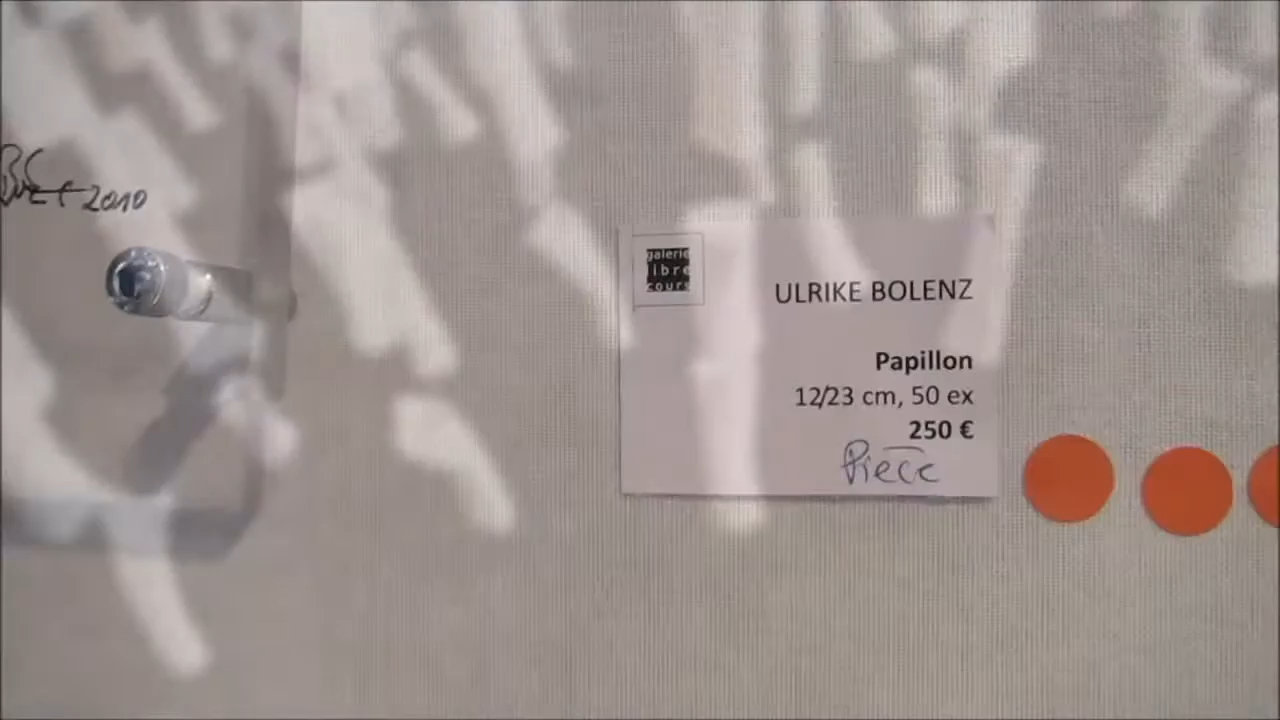 2010
galerie
libre
cours
ULRIKE BOLENZ
Papillon
12/23 cm, 50 ex
250 €
Pièce